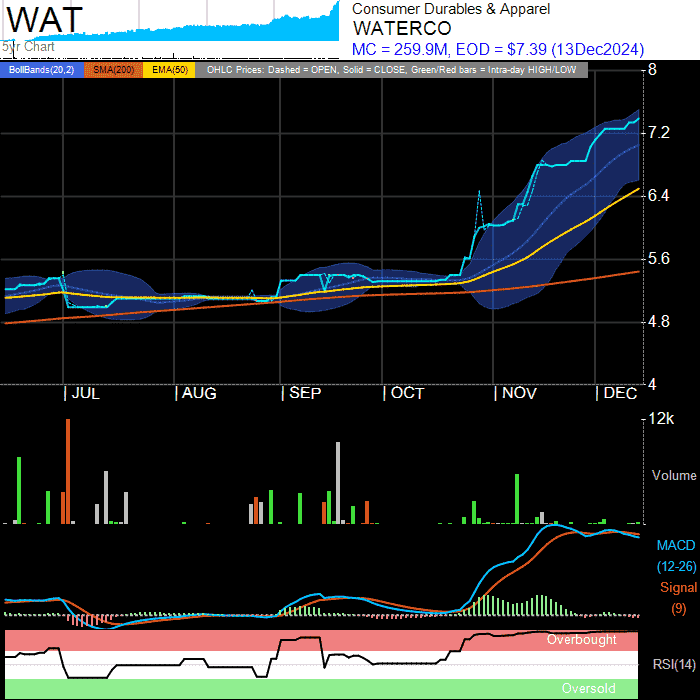 WAT
5yr Chart
Consumer Durables & Apparel
WATERCO
MC = 259.9M, EOD = $7.39 (13Dec2024)
BollBands(20,2) SMA(200) EMA(50) OHLC Prices: Dashed = OPEN, Solid = CLOSE, Green/Red bars = Intra-day HIGH/LOW
8
7.2
6.4
5.6
4.8
4
JUL AUG SEP OCT NOV DEC
12k
Volume
MACD
(12-26)
Signal
(9)
Overbought
RSI(14)
Oversold